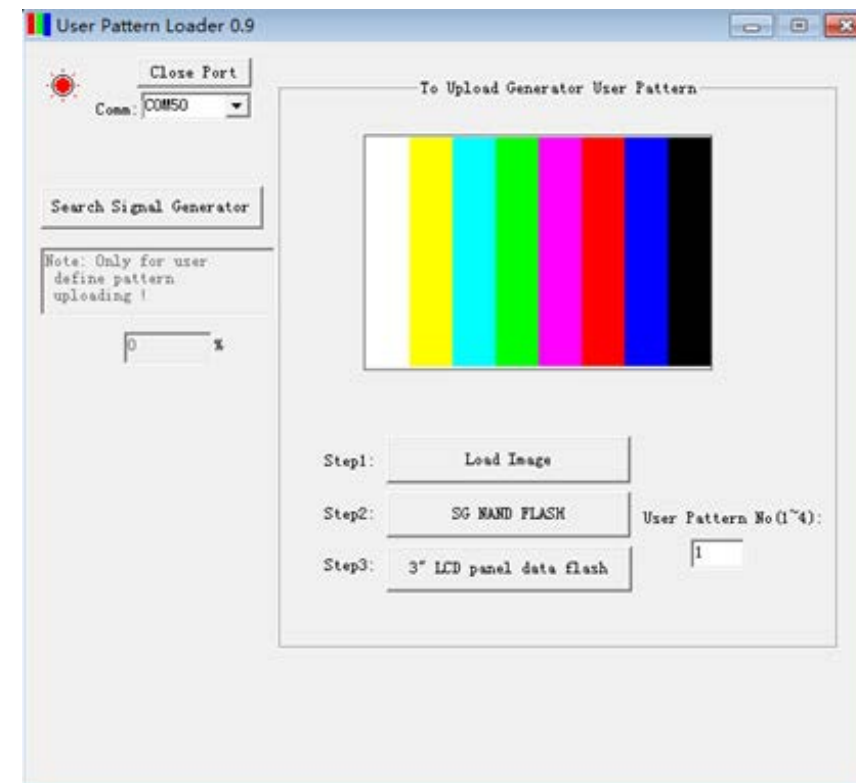 User Pattern Loader 0.9
Close Port
Comm: COM50
Search Signal Generator
Note: Only for user
define pattern
uploading !
0 %
To Upload Generator User Pattern
Step1: Load Image
Step2: SG NAND FLASH
User Pattern No(1~4):
1
Step3: 3" LCD panel data flash